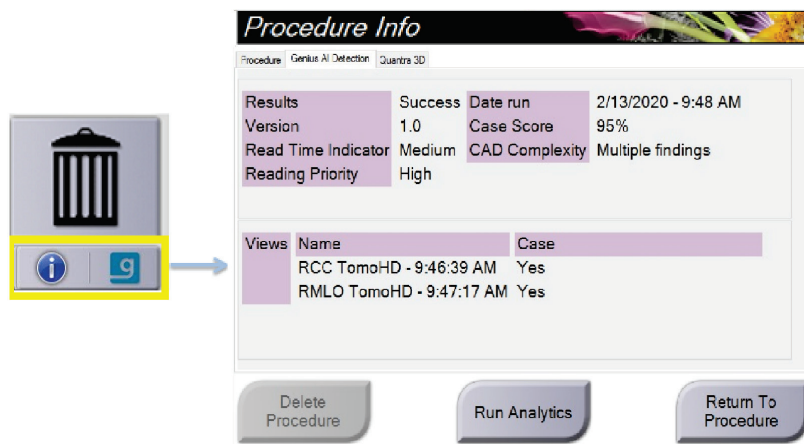 Procedure Info
Procedure Genius AI Detection Quantra 3D
Results Success Date run 2/13/2020 - 9:48 AM
Version 1.0 Case Score 95%
Read Time Indicator Medium CAD Complexity Multiple findings
Reading Priority High
Views Name Case
RCC TomoHD - 9:46:39 AM Yes
RMLO TomoHD - 9:47:17 AM Yes
i g
Delete
Procedure
Run Analytics
Return To
Procedure